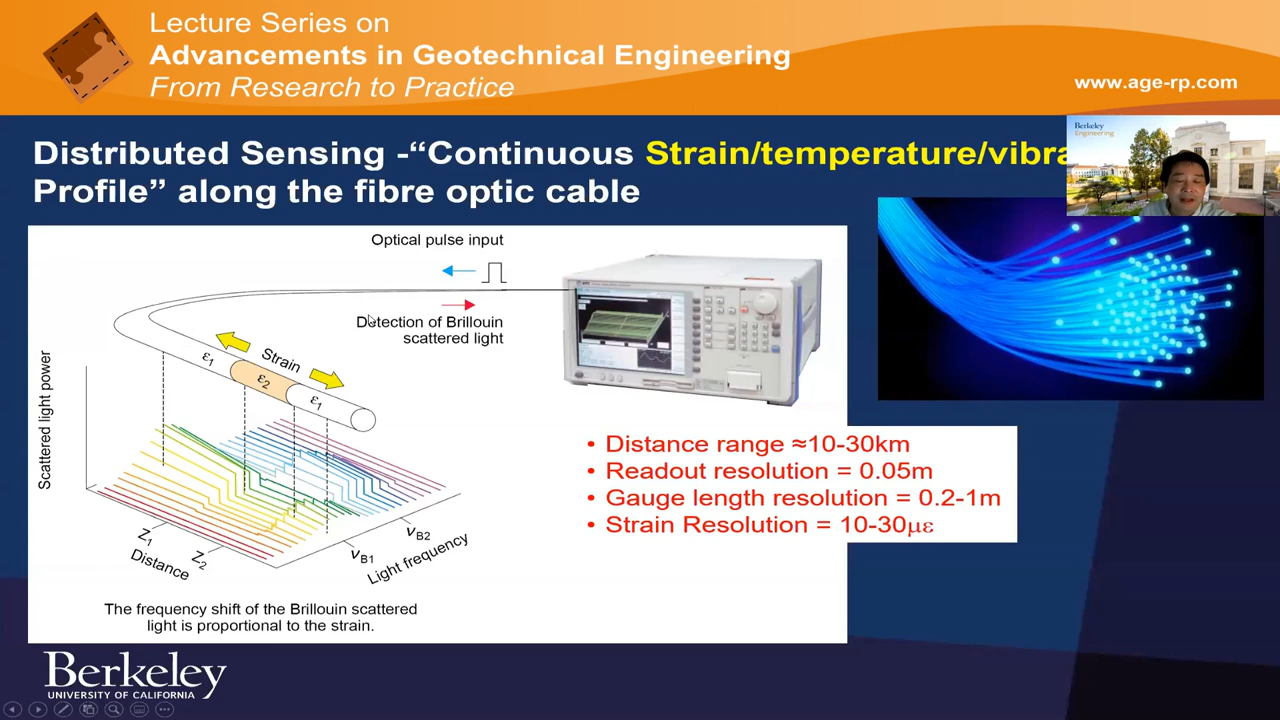 Lecture Series on
Advancements in Geotechnical Engineering
From Research to Practice
www.age-rp.com
Distributed Sensing -“Continuous Strain/temperature/vibra
Profile” along the fibre optic cable
Berkeley
Engineering
Optical pulse input
Detection of Brillouin
scattered light
Strain
ε1
ε2
ε1
Scattered light power
Z1
Z2
Distance
νB1
νB2
Light frequency
The frequency shift of the Brillouin scattered
light is proportional to the strain.
• Distance range ≈10-30km
• Readout resolution = 0.05m
• Gauge length resolution = 0.2-1m
• Strain Resolution = 10-30με
Berkeley
UNIVERSITY OF CALIFORNIA